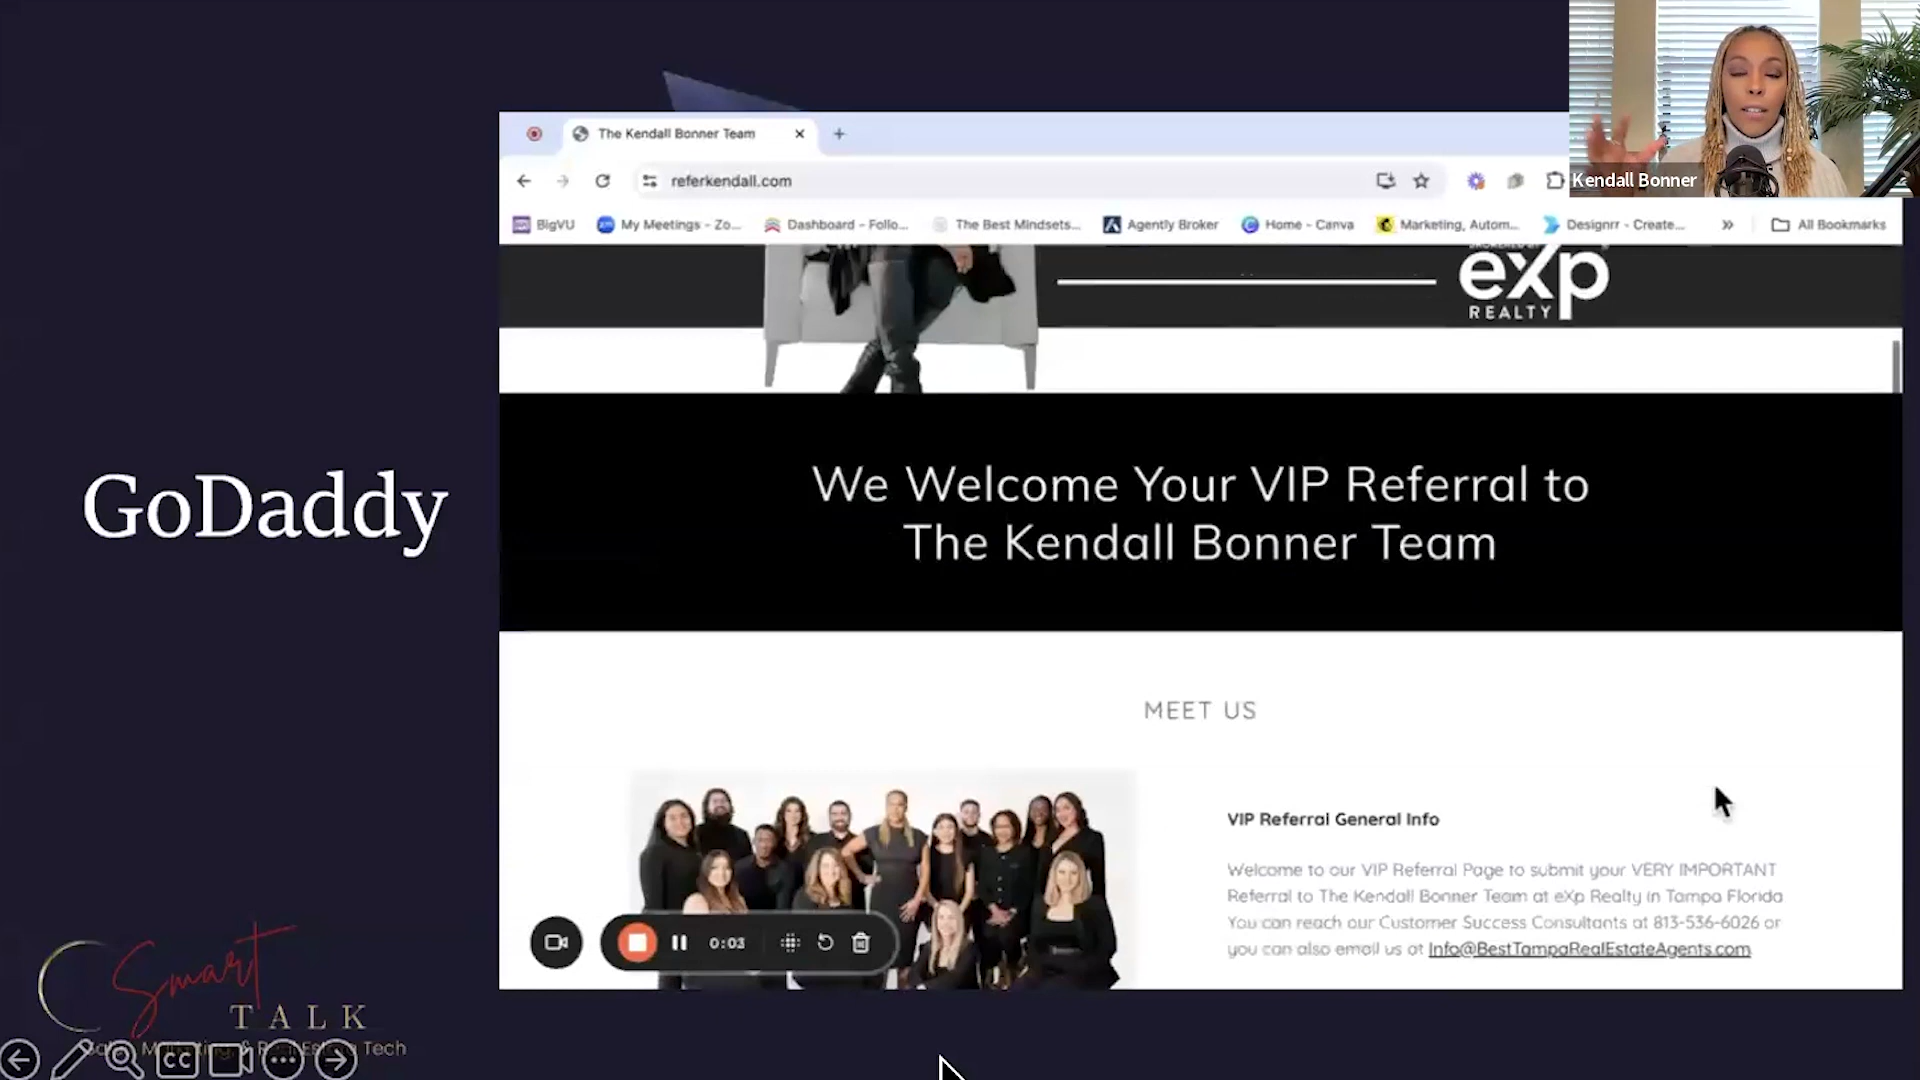 The Kendall Bonner Team
referkendall.com
Kendall Bonner
BigVU
My Meetings - Zo...
Dashboard - Follo...
The Best Mindsets...
Agently Broker
Home - Canva
Marketing, Autom...
Designrr - Create...
All Bookmarks
eXp
REALTY
GoDaddy
We Welcome Your VIP Referral to
The Kendall Bonner Team
MEET US
VIP Referral General Info
Welcome to our VIP Referral Page to submit your VERY IMPORTANT
Referral to The Kendall Bonner Team at eXp Realty in Tampa Florida
You can reach our Customer Success Consultants at 813-536-6026 or
you can also email us at Info@BestTampaRealEstateAgents.com
0:03
Smart
TALK
Tech
CC